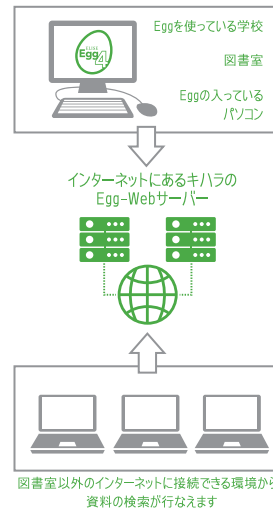 ELISE
Egg4
Eggを使っている学校
図書室
Eggの入っている
パソコン
インターネットにあるキハラの
Egg-Webサーバー
図書室以外のインターネットに接続できる環境から
資料の検索が行なえます